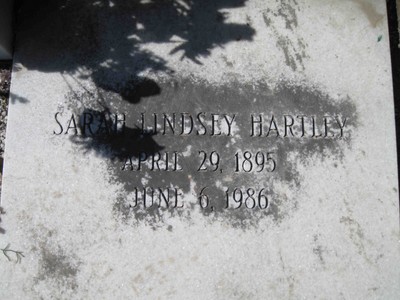 SARAH LINDSEY HARTLEY
APRIL 29, 1895
JUNE 6, 1986